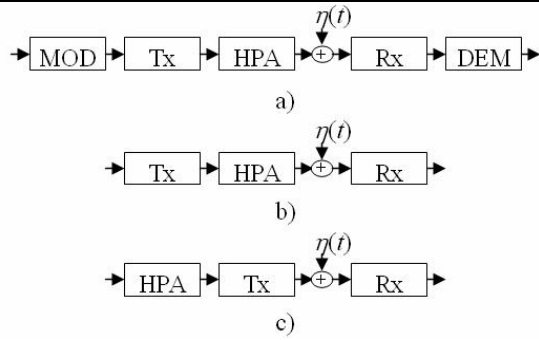 η(t)
MOD Tx HPA + Rx DEM
a)
η(t)
Tx HPA + Rx
b)
η(t)
HPA Tx + Rx
c)